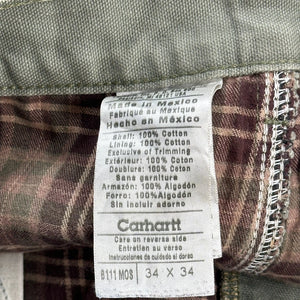 Made in Mexico
Fabriqué au Mexique
Hecho en México
Shell: 100% Cotton
Lining: 100% Cotton
Exclusive of Trimming
Extérieur: 100% Coton
Doublure: 100% Coton
Sans garniture
Armazón: 100% Algodón
Forro: 100% Algodón
Sin incluir adorno
Carhartt
Care on reverse side
Entretien au verso
Instrucciones de cuidado al dorso
B111 MOS
34 X 34